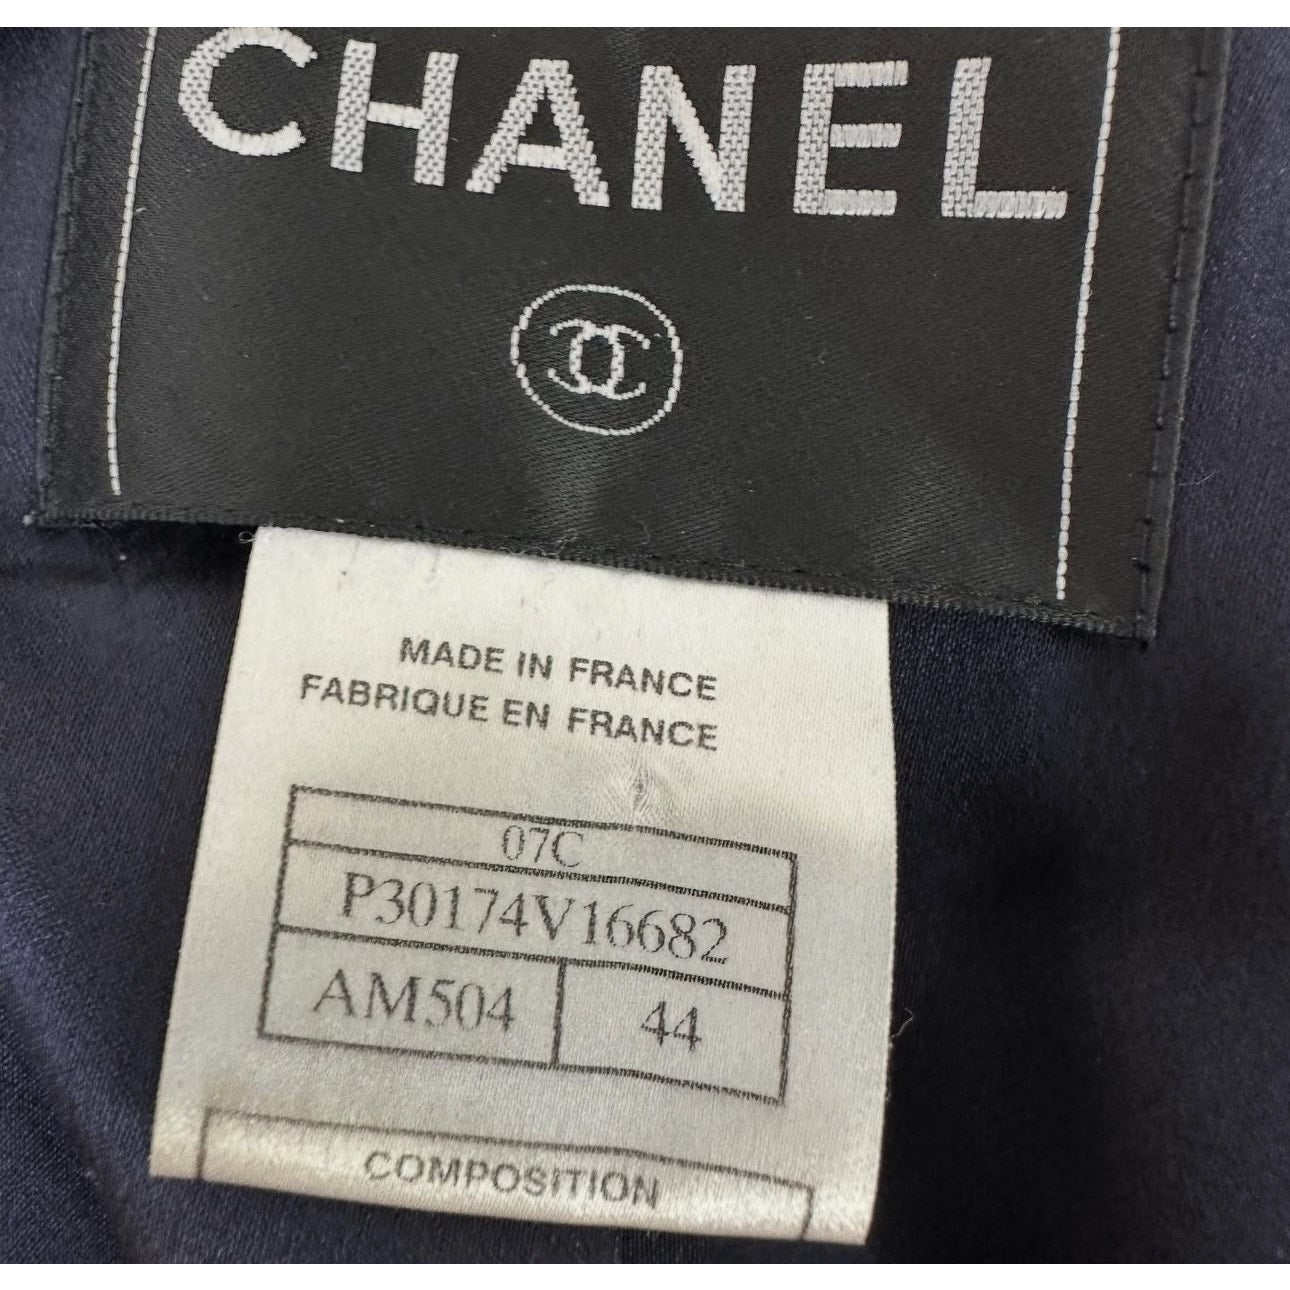 CHANEL
MADE IN FRANCE
FABRIQUE EN FRANCE
07C
P30174V16682
AM504 44
COMPOSITION